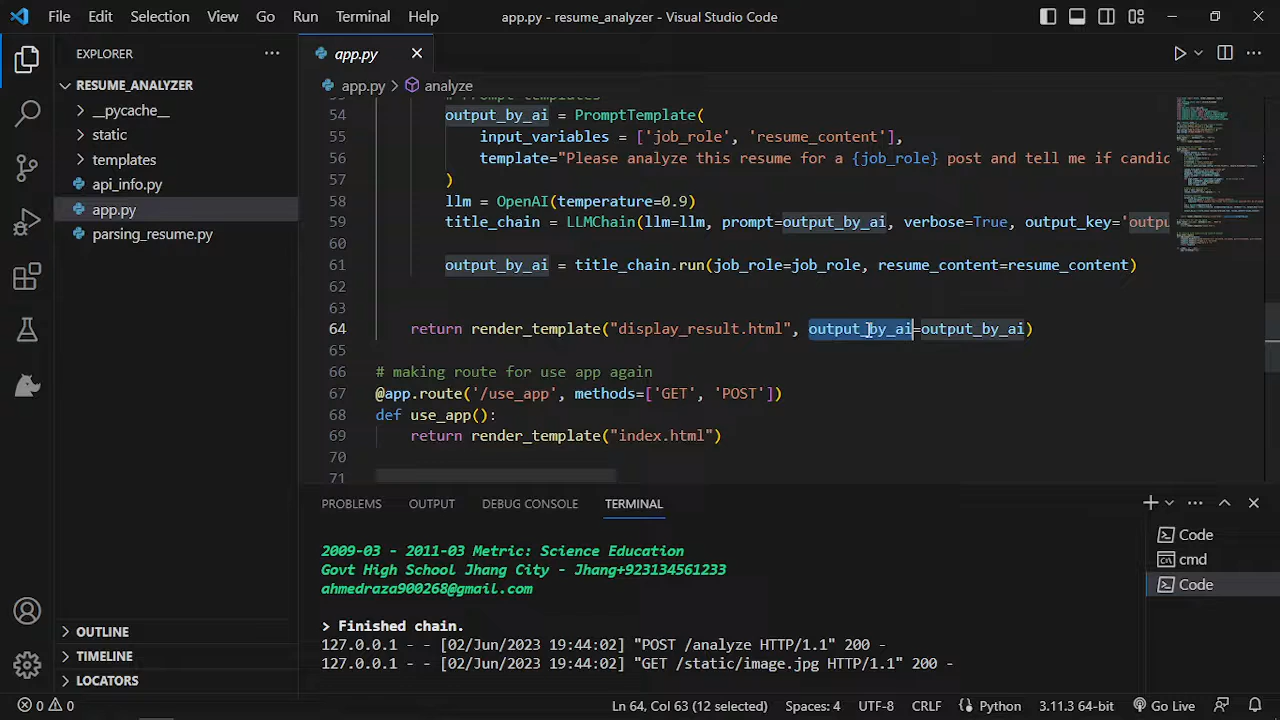 File Edit Selection View Go Run Terminal Help
app.py - resume_analyzer - Visual Studio Code
EXPLORER
RESUME_ANALYZER
__pycache__
static
templates
api_info.py
app.py
parsing_resume.py
OUTLINE
TIMELINE
LOCATORS
app.py
app.py > analyze
54 output_by_ai = PromptTemplate(
55 input_variables = ['job_role', 'resume_content'],
56 template="Please analyze this resume for a {job_role} post and tell me if candid
57 )
58 llm = OpenAI(temperature=0.9)
59 title_chain = LLMChain(llm=llm, prompt=output_by_ai, verbose=True, output_key='outpu
60
61 output_by_ai = title_chain.run(job_role=job_role, resume_content=resume_content)
62
63
64 return render_template("display_result.html", output_by_ai=output_by_ai)
65
66 # making route for use app again
67 @app.route('/use_app', methods=['GET', 'POST'])
68 def use_app():
69 return render_template("index.html")
70
71
PROBLEMS OUTPUT DEBUG CONSOLE TERMINAL
2009-03 - 2011-03 Metric: Science Education
Govt High School Jhang City - Jhang+923134561233
ahmedraza900268@gmail.com
> Finished chain.
127.0.0.1 - - [02/Jun/2023 19:44:02] "POST /analyze HTTP/1.1" 200 -
127.0.0.1 - - [02/Jun/2023 19:44:02] "GET /static/image.jpg HTTP/1.1" 200 -
Code
cmd
Code
0 0 Ln 64, Col 63 (12 selected) Spaces: 4 UTF-8 CRLF Python 3.11.3 64-bit Go Live